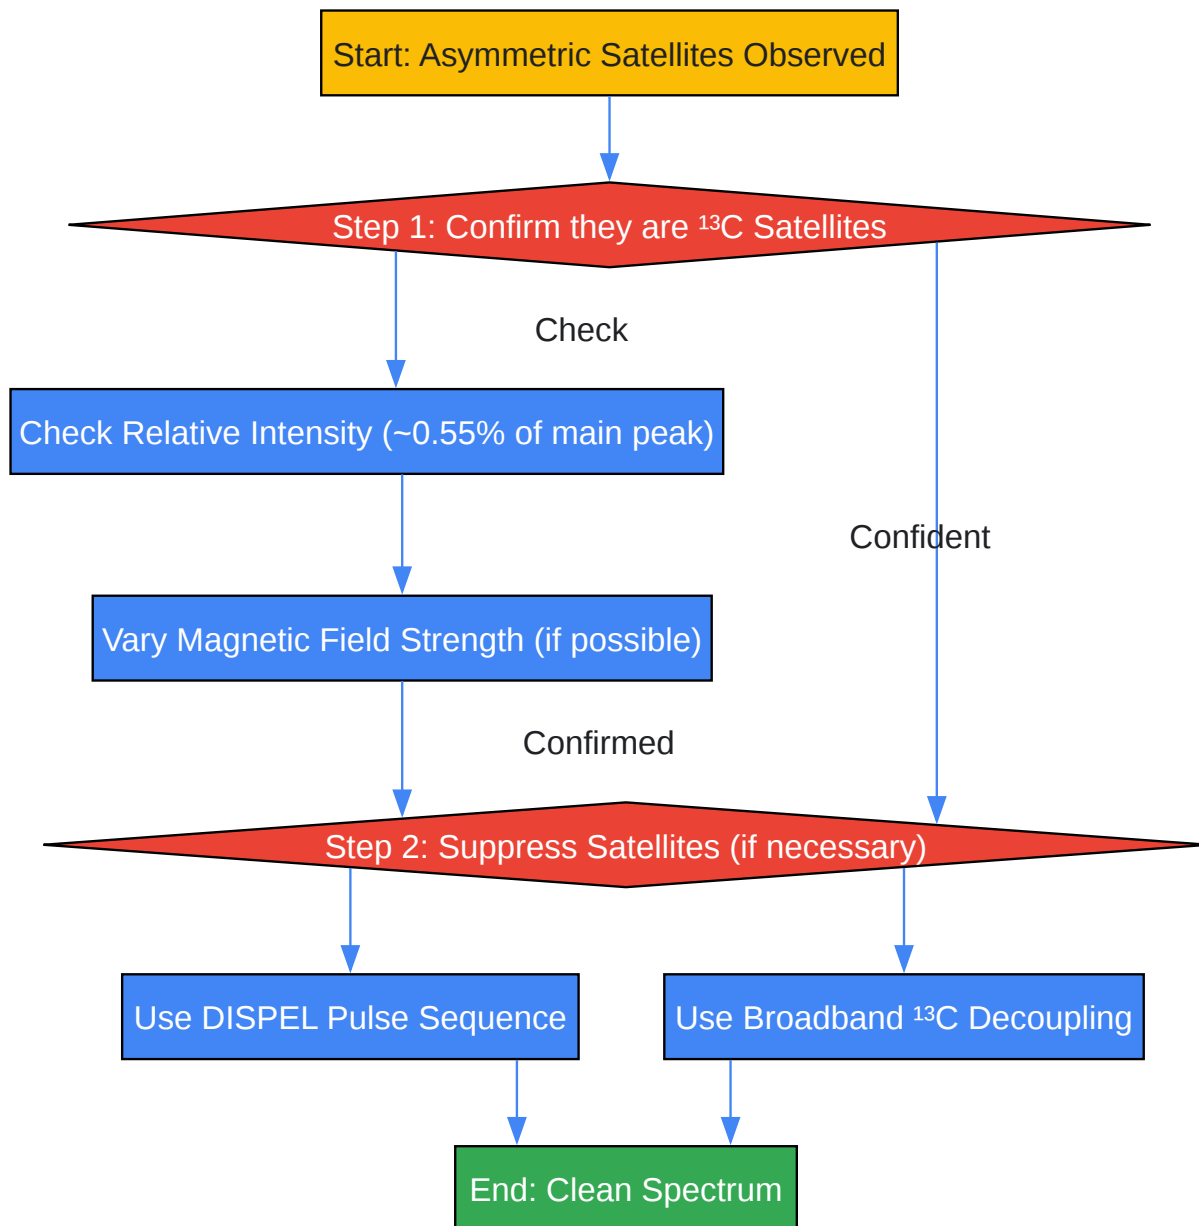 Start: Asymmetric Satellites Observed
Step 1: Confirm they are ¹³C Satellites
Check
Check Relative Intensity (~0.55% of main peak)
Confident
Vary Magnetic Field Strength (if possible)
Confirmed
Step 2: Suppress Satellites (if necessary)
Use DISPEL Pulse Sequence
Use Broadband ¹³C Decoupling
End: Clean Spectrum